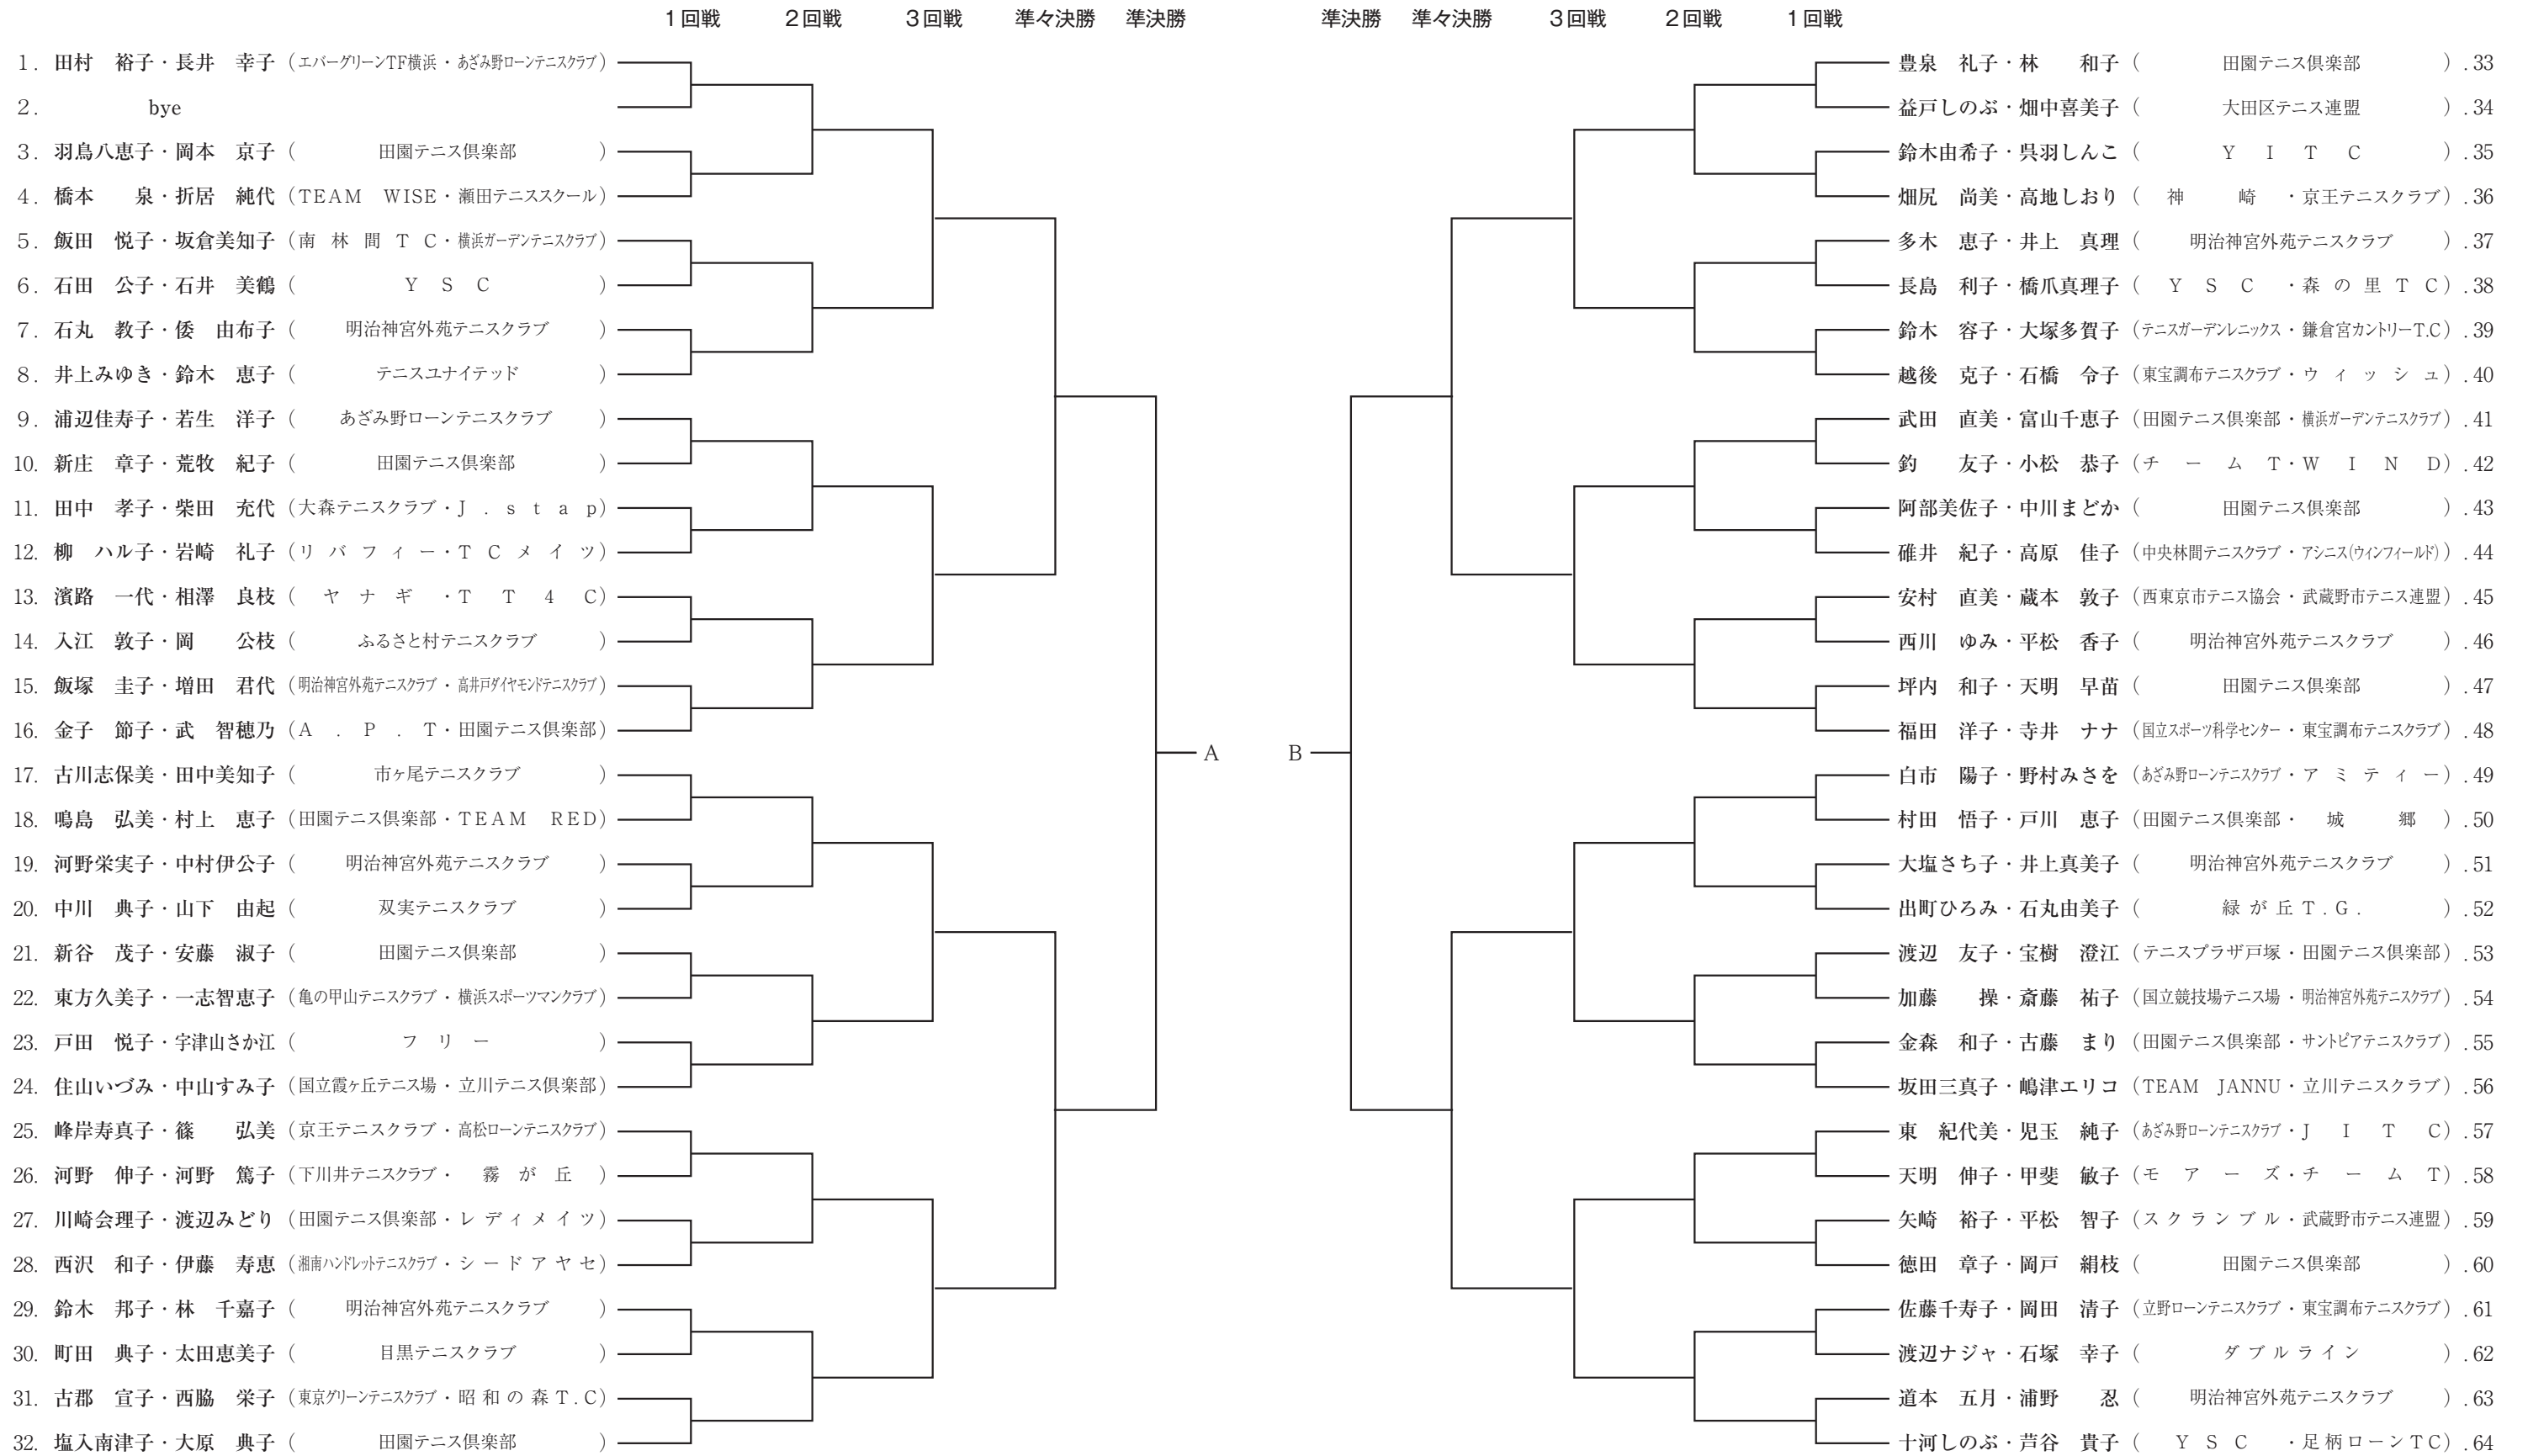 1回戦 2回戦 3回戦 準々決勝 準決勝
準決勝 準々決勝 3回戦 2回戦 1回戦
1. 田村 裕子・長井 幸子 (エバーグリーンTF横浜・あざみ野ローンテニスクラブ)
2. bye
3. 羽鳥八恵子・岡本 京子 (田園テニス倶楽部)
4. 橋本 泉・折居 純代 (TEAM WISE・瀬田テニススクール)
5. 飯田 悦子・坂倉美知子 (南林間TC・横浜ガーデンテニスクラブ)
6. 石田 公子・石井 美鶴 (YSC)
7. 石丸 教子・倭 由布子 (明治神宮外苑テニスクラブ)
8. 井上みゆき・鈴木 恵子 (テニスユナイテッド)
9. 浦辺佳寿子・若生 洋子 (あざみ野ローンテニスクラブ)
10. 新庄 章子・荒牧 紀子 (田園テニス倶楽部)
11. 田中 孝子・柴田 充代 (大森テニスクラブ・J.stap)
12. 柳 ハル子・岩崎 礼子 (リバフィー・TCメイツ)
13. 濱路 一代・相澤 良枝 (ヤナギ・TT4C)
14. 入江 敦子・岡 公枝 (ふるさと村テニスクラブ)
15. 飯塚 圭子・増田 君代 (明治神宮外苑テニスクラブ・高井戸ダイヤモンドテニスクラブ)
16. 金子 節子・武 智穂乃 (A.P.T・田園テニス倶楽部)
17. 古川志保美・田中美知子 (市ヶ尾テニスクラブ)
18. 鳴島 弘美・村上 恵子 (田園テニス倶楽部・TEAM RED)
19. 河野栄実子・中村伊公子 (明治神宮外苑テニスクラブ)
20. 中川 典子・山下 由起 (双実テニスクラブ)
21. 新谷 茂子・安藤 淑子 (田園テニス倶楽部)
22. 東方久美子・一志智恵子 (亀の甲山テニスクラブ・横浜スポーツマンクラブ)
23. 戸田 悦子・宇津山さか江 (フリー)
24. 住山いづみ・中山すみ子 (国立霞ヶ丘テニス場・立川テニス倶楽部)
25. 峰岸寿真子・篠 弘美 (京王テニスクラブ・高松ローンテニスクラブ)
26. 河野 伸子・河野 篤子 (下川井テニスクラブ・霧が丘)
27. 川崎会理子・渡辺みどり (田園テニス倶楽部・レディメイツ)
28. 西沢 和子・伊藤 寿恵 (湘南ハンドレットテニスクラブ・シードアヤセ)
29. 鈴木 邦子・林 千嘉子 (明治神宮外苑テニスクラブ)
30. 町田 典子・太田恵美子 (目黒テニスクラブ)
31. 古郡 宣子・西脇 栄子 (東京グリーンテニスクラブ・昭和の森T.C)
32. 塩入南津子・大原 典子 (田園テニス倶楽部)
A
B
豊泉 礼子・林 和子 (田園テニス倶楽部) .33
益戸しのぶ・畑中喜美子 (大田区テニス連盟) .34
鈴木由希子・呉羽しんこ (YITC) .35
畑尻 尚美・高地しおり (神崎・京王テニスクラブ) .36
多木 恵子・井上 真理 (明治神宮外苑テニスクラブ) .37
長島 利子・橋爪真理子 (YSC・森の里TC) .38
鈴木 容子・大塚多賀子 (テニスガーデンレニックス・鎌倉宮カントリーT.C) .39
越後 克子・石橋 令子 (東宝調布テニスクラブ・ウィッシュ) .40
武田 直美・富山千恵子 (田園テニス倶楽部・横浜ガーデンテニスクラブ) .41
釣 友子・小松 恭子 (チームT・WIND) .42
阿部美佐子・中川まどか (田園テニス倶楽部) .43
碓井 紀子・高原 佳子 (中央林間テニスクラブ・アシニス(ウィンフィールド)) .44
安村 直美・蔵本 敦子 (西東京市テニス協会・武蔵野市テニス連盟) .45
西川 ゆみ・平松 香子 (明治神宮外苑テニスクラブ) .46
坪内 和子・天明 早苗 (田園テニス倶楽部) .47
福田 洋子・寺井 ナナ (国立スポーツ科学センター・東宝調布テニスクラブ) .48
白市 陽子・野村みさを (あざみ野ローンテニスクラブ・アミティー) .49
村田 悟子・戸川 恵子 (田園テニス倶楽部・城郷) .50
大塩さち子・井上真美子 (明治神宮外苑テニスクラブ) .51
出町ひろみ・石丸由美子 (緑が丘T.G.) .52
渡辺 友子・宝樹 澄江 (テニスプラザ戸塚・田園テニス倶楽部) .53
加藤 操・斎藤 祐子 (国立競技場テニス場・明治神宮外苑テニスクラブ) .54
金森 和子・古藤 まり (田園テニス倶楽部・サントピアテニスクラブ) .55
坂田三真子・嶋津エリコ (TEAM JANNU・立川テニスクラブ) .56
東 紀代美・児玉 純子 (あざみ野ローンテニスクラブ・JITC) .57
天明 伸子・甲斐 敏子 (モアーズ・チームT) .58
矢崎 裕子・平松 智子 (スクランブル・武蔵野市テニス連盟) .59
徳田 章子・岡戸 絹枝 (田園テニス倶楽部) .60
佐藤千寿子・岡田 清子 (立野ローンテニスクラブ・東宝調布テニスクラブ) .61
渡辺ナジャ・石塚 幸子 (ダブルライン) .62
道本 五月・浦野 忍 (明治神宮外苑テニスクラブ) .63
十河しのぶ・芦谷 貴子 (YSC・足柄ローンTC) .64